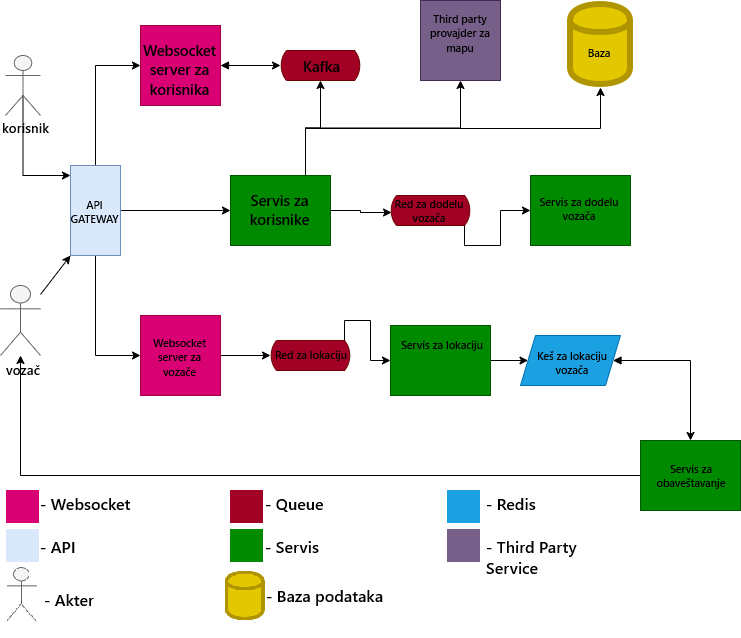 Websocket
server za
korisnika
Kafka
Third party
provajder za
mapu
Baza
korisnik
API
GATEWAY
Servis za
korisnike
Red za dodelu
vozača
Servis za dodelu
vozača
vozač
Websocket
server za
vozače
Red za lokaciju
Servis za lokaciju
Keš za lokaciju
vozača
Servis za
obaveštavanje
- Websocket
- Queue
- Redis
- API
- Servis
- Third Party
Service
- Akter
- Baza podataka